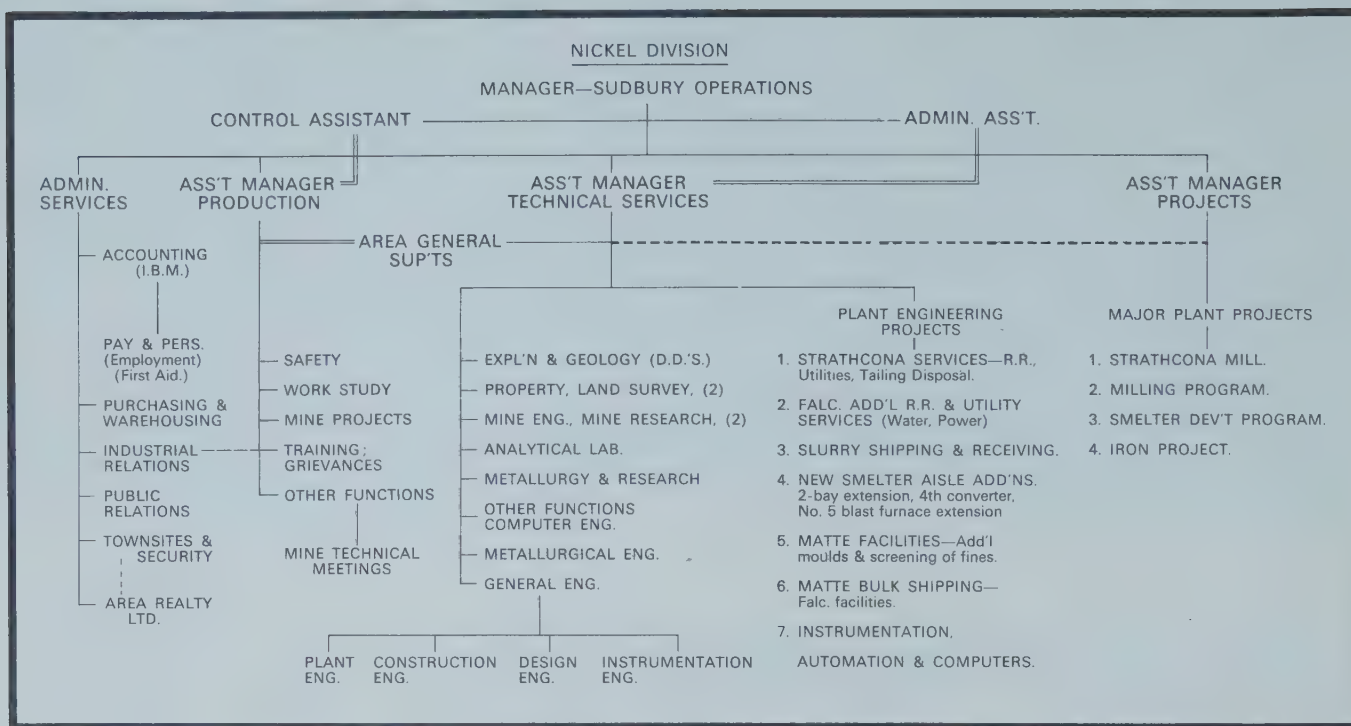 NICKEL DIVISION
MANAGER—SUDBURY OPERATIONS
CONTROL ASSISTANT
ADMIN. ASS'T.
ADMIN.
SERVICES
ASS'T MANAGER
PRODUCTION
ASS'T MANAGER
TECHNICAL SERVICES
ASS'T MANAGER
PROJECTS
AREA GENERAL
SUP'TS
ACCOUNTING
(I.B.M.)
PAY & PERS.
(Employment)
(First Aid.)
PURCHASING &
WAREHOUSING
INDUSTRIAL
RELATIONS
PUBLIC
RELATIONS
TOWNSITES &
SECURITY
AREA REALTY
LTD.
SAFETY
WORK STUDY
MINE PROJECTS
TRAINING;
GRIEVANCES
OTHER FUNCTIONS
MINE TECHNICAL
MEETINGS
EXPL'N & GEOLOGY (D.D.'S.)
PROPERTY, LAND SURVEY, (2)
MINE ENG., MINE RESEARCH, (2)
ANALYTICAL LAB.
METALLURGY & RESEARCH
OTHER FUNCTIONS
COMPUTER ENG.
METALLURGICAL ENG.
GENERAL ENG.
PLANT
ENG.
CONSTRUCTION
ENG.
DESIGN
ENG.
INSTRUMENTATION
ENG.
PLANT ENGINEERING
PROJECTS
1. STRATHCONA SERVICES—R.R.,
Utilities, Tailing Disposal.
2. FALC. ADD'L R.R. & UTILITY
SERVICES (Water, Power)
3. SLURRY SHIPPING & RECEIVING.
4. NEW SMELTER AISLE ADD'NS.
2-bay extension, 4th converter,
No. 5 blast furnace extension
5. MATTE FACILITIES—Add'l
moulds & screening of fines.
6. MATTE BULK SHIPPING—
Falc. facilities.
7. INSTRUMENTATION,
AUTOMATION & COMPUTERS.
MAJOR PLANT PROJECTS
1. STRATHCONA MILL.
2. MILLING PROGRAM.
3. SMELTER DEV'T PROGRAM.
4. IRON PROJECT.